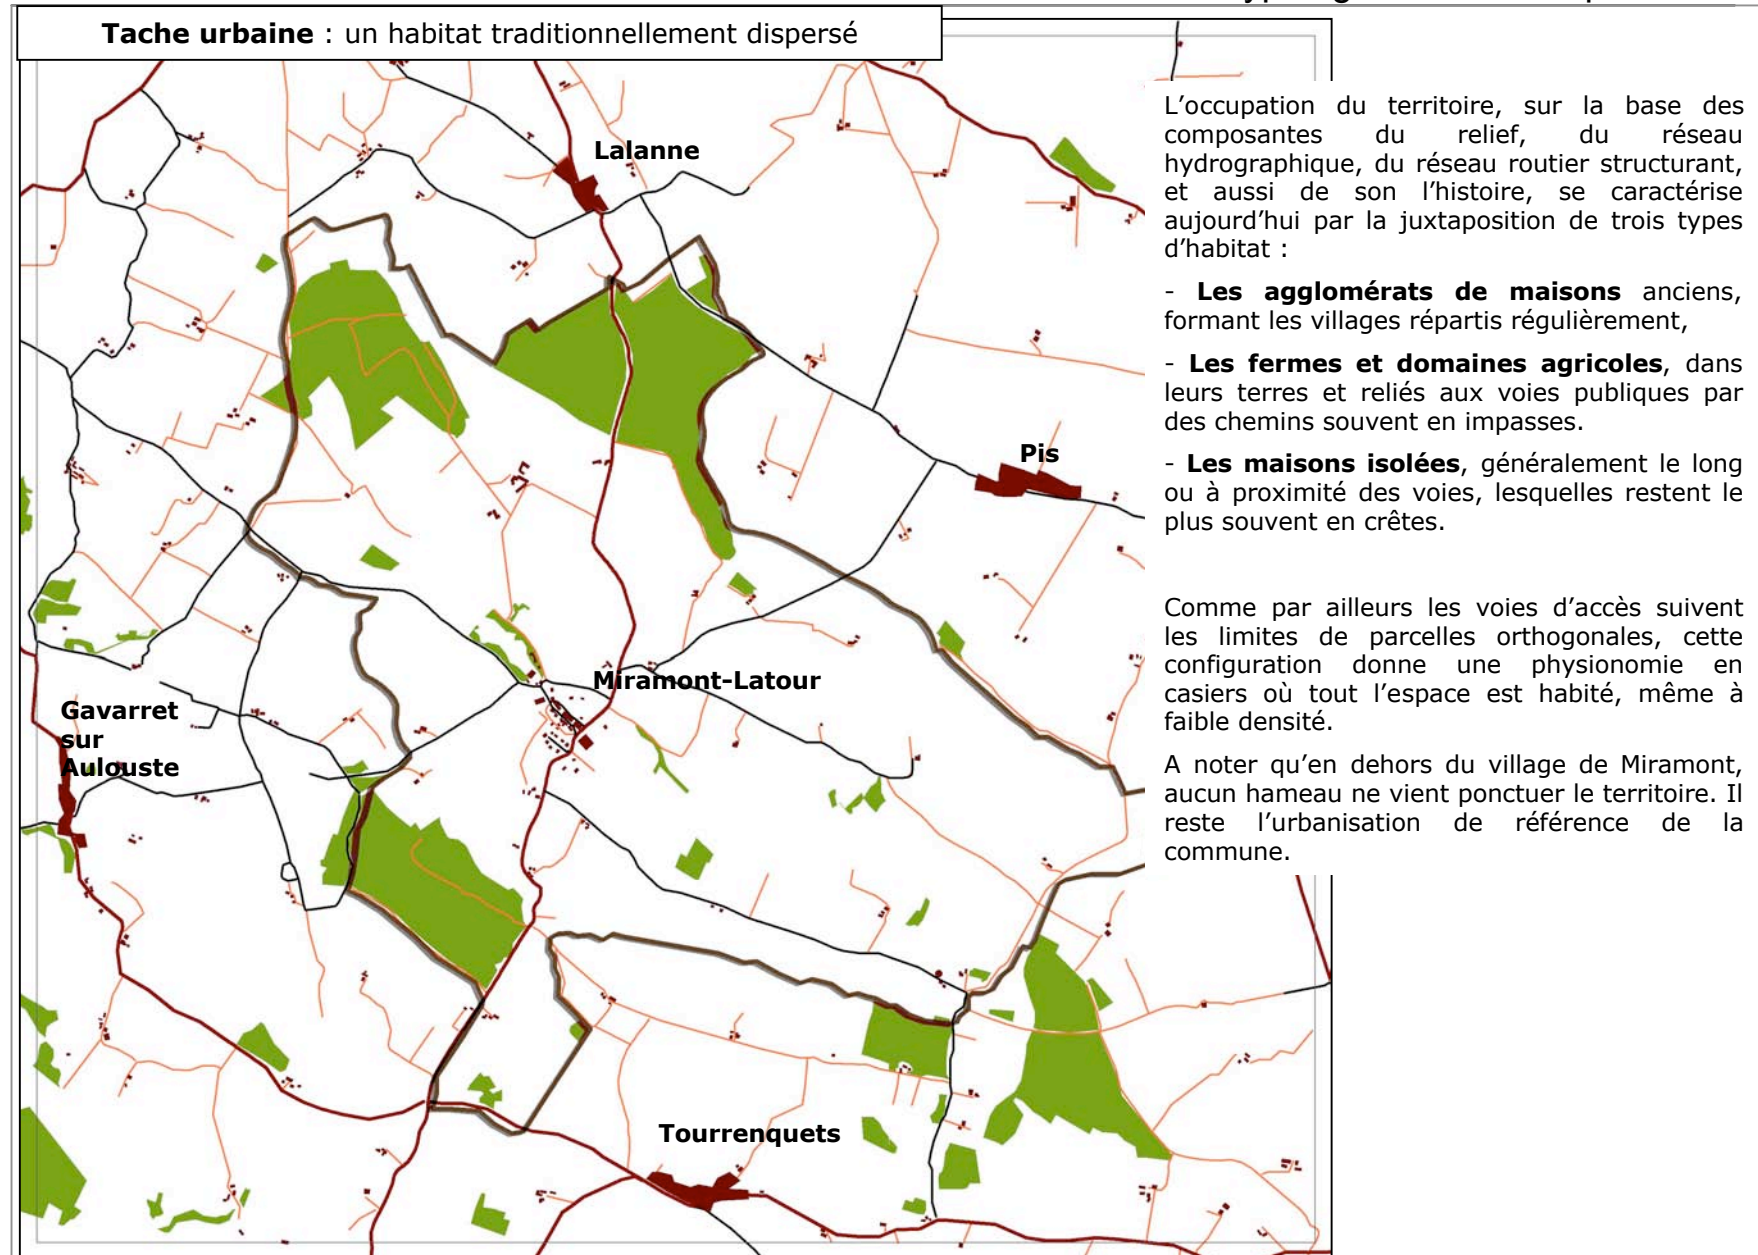 Tache urbaine : un habitat traditionnellement dispersé
L'occupation du territoire, sur la base des
composantes du relief, du réseau
hydrographique, du réseau routier structurant,
et aussi de son l'histoire, se caractérise
aujourd'hui par la juxtaposition de trois types
d'habitat :
- Les agglomérats de maisons anciens,
formant les villages répartis régulièrement,
- Les fermes et domaines agricoles, dans
leurs terres et reliés aux voies publiques par
des chemins souvent en impasses.
- Les maisons isolées, généralement le long
ou à proximité des voies, lesquelles restent le
plus souvent en crêtes.
Comme par ailleurs les voies d'accès suivent
les limites de parcelles orthogonales, cette
configuration donne une physionomie en
casiers où tout l'espace est habité, même à
faible densité.
A noter qu'en dehors du village de Miramont,
aucun hameau ne vient ponctuer le territoire. Il
reste l'urbanisation de référence de la
commune.
Lalanne
Pis
Miramont-Latour
Gavarret
sur
Aulouste
Tourrenquets